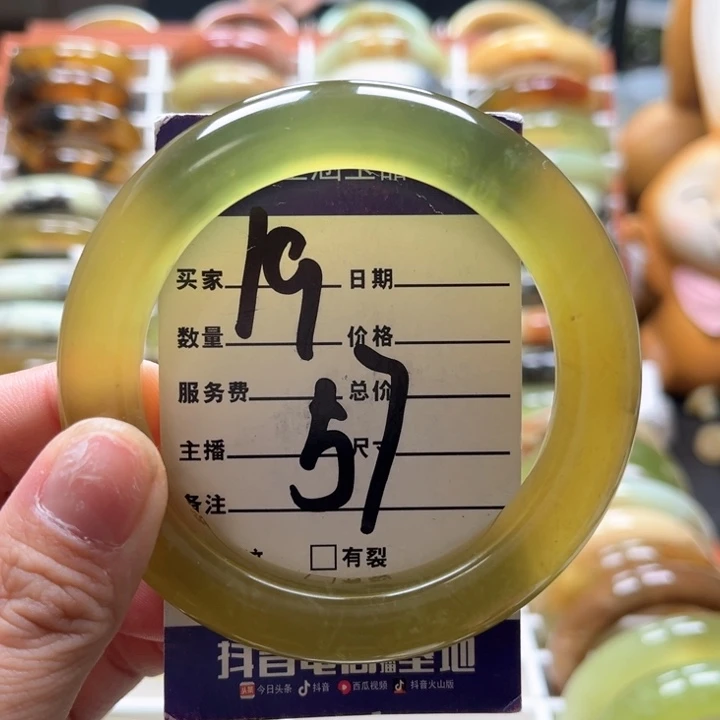 19
买家 日期
数量 价格
服务费 总价
57
主播 尺寸
备注
有裂
抖音电商直播基地
今日头条 抖音 西瓜视频 抖音火山版